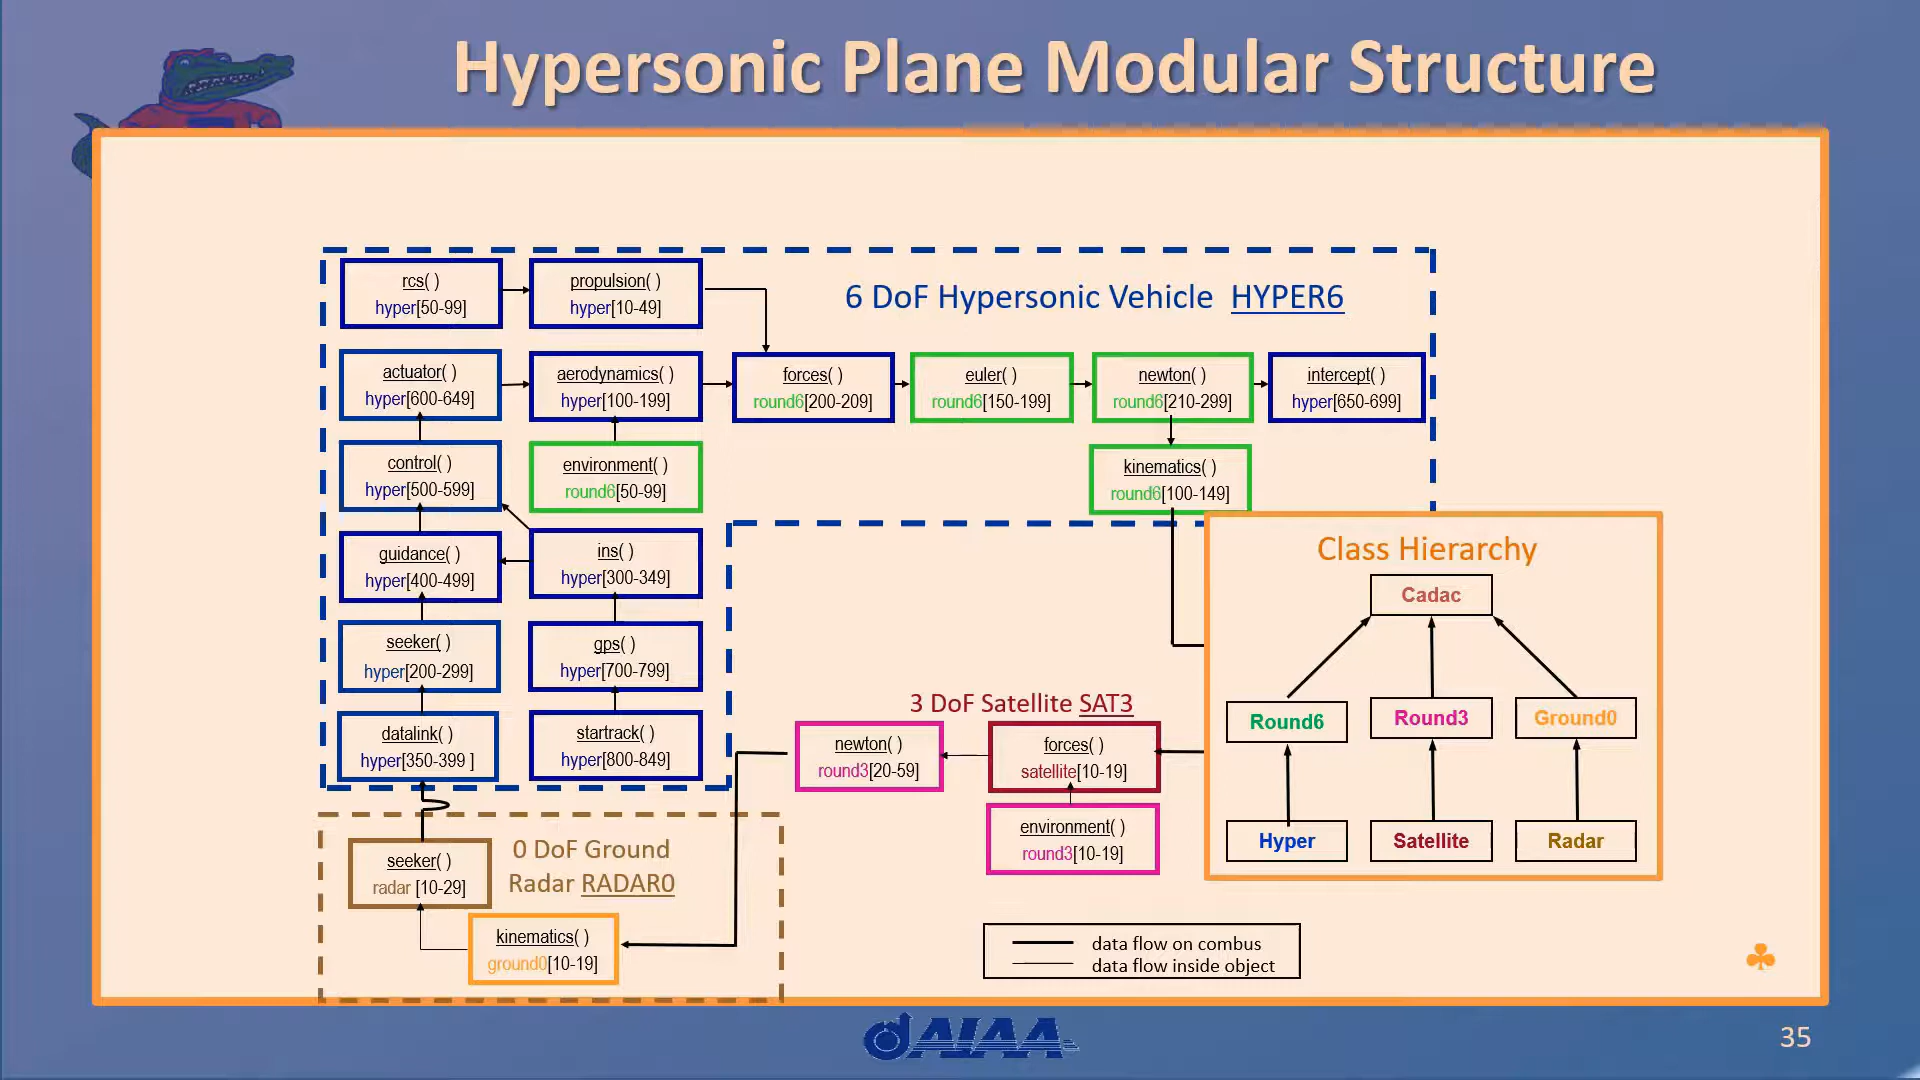 Hypersonic Plane Modular Structure
6 DoF Hypersonic Vehicle HYPER6
rcs( )
hyper[50-99]
propulsion( )
hyper[10-49]
actuator( )
hyper[600-649]
aerodynamics( )
hyper[100-199]
forces( )
round6[200-209]
euler( )
round6[150-199]
newton( )
round6[210-299]
intercept( )
hyper[650-699]
control( )
hyper[500-599]
environment( )
round6[50-99]
kinematics( )
round6[100-149]
guidance( )
hyper[400-499]
ins( )
hyper[300-349]
seeker( )
hyper[200-299]
gps( )
hyper[700-799]
datalink( )
hyper[350-399 ]
startrack( )
hyper[800-849]
3 DoF Satellite SAT3
newton( )
round3[20-59]
forces( )
satellite[10-19]
environment( )
round3[10-19]
0 DoF Ground
Radar RADAR0
seeker( )
radar [10-29]
kinematics( )
ground0[10-19]
Class Hierarchy
Cadac
Round6
Round3
Ground0
Hyper
Satellite
Radar
data flow on combus
data flow inside object
AIAA
35